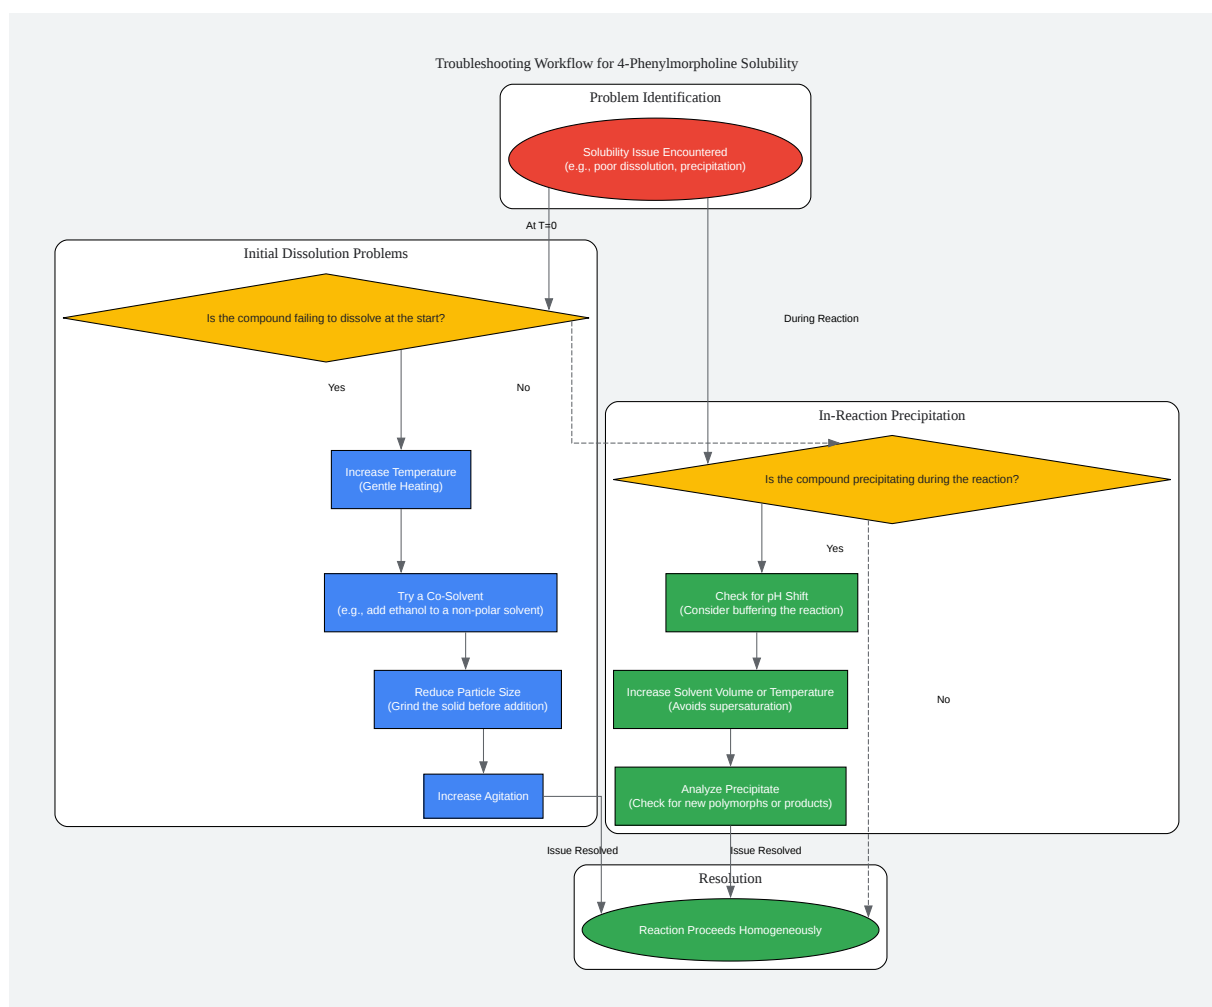 Troubleshooting Workflow for 4-Phenylmorpholine Solubility
Problem Identification
Solubility Issue Encountered
(e.g., poor dissolution, precipitation)
At T=0
Initial Dissolution Problems
Is the compound failing to dissolve at the start?
During Reaction
Yes
No
In-Reaction Precipitation
Is the compound precipitating during the reaction?
Increase Temperature
(Gentle Heating)
Yes
Try a Co-Solvent
(e.g., add ethanol to a non-polar solvent)
Check for pH Shift
(Consider buffering the reaction)
Reduce Particle Size
(Grind the solid before addition)
Increase Solvent Volume or Temperature
(Avoids supersaturation)
No
Increase Agitation
Analyze Precipitate
(Check for new polymorphs or products)
Issue Resolved
Issue Resolved
Resolution
Reaction Proceeds Homogeneously